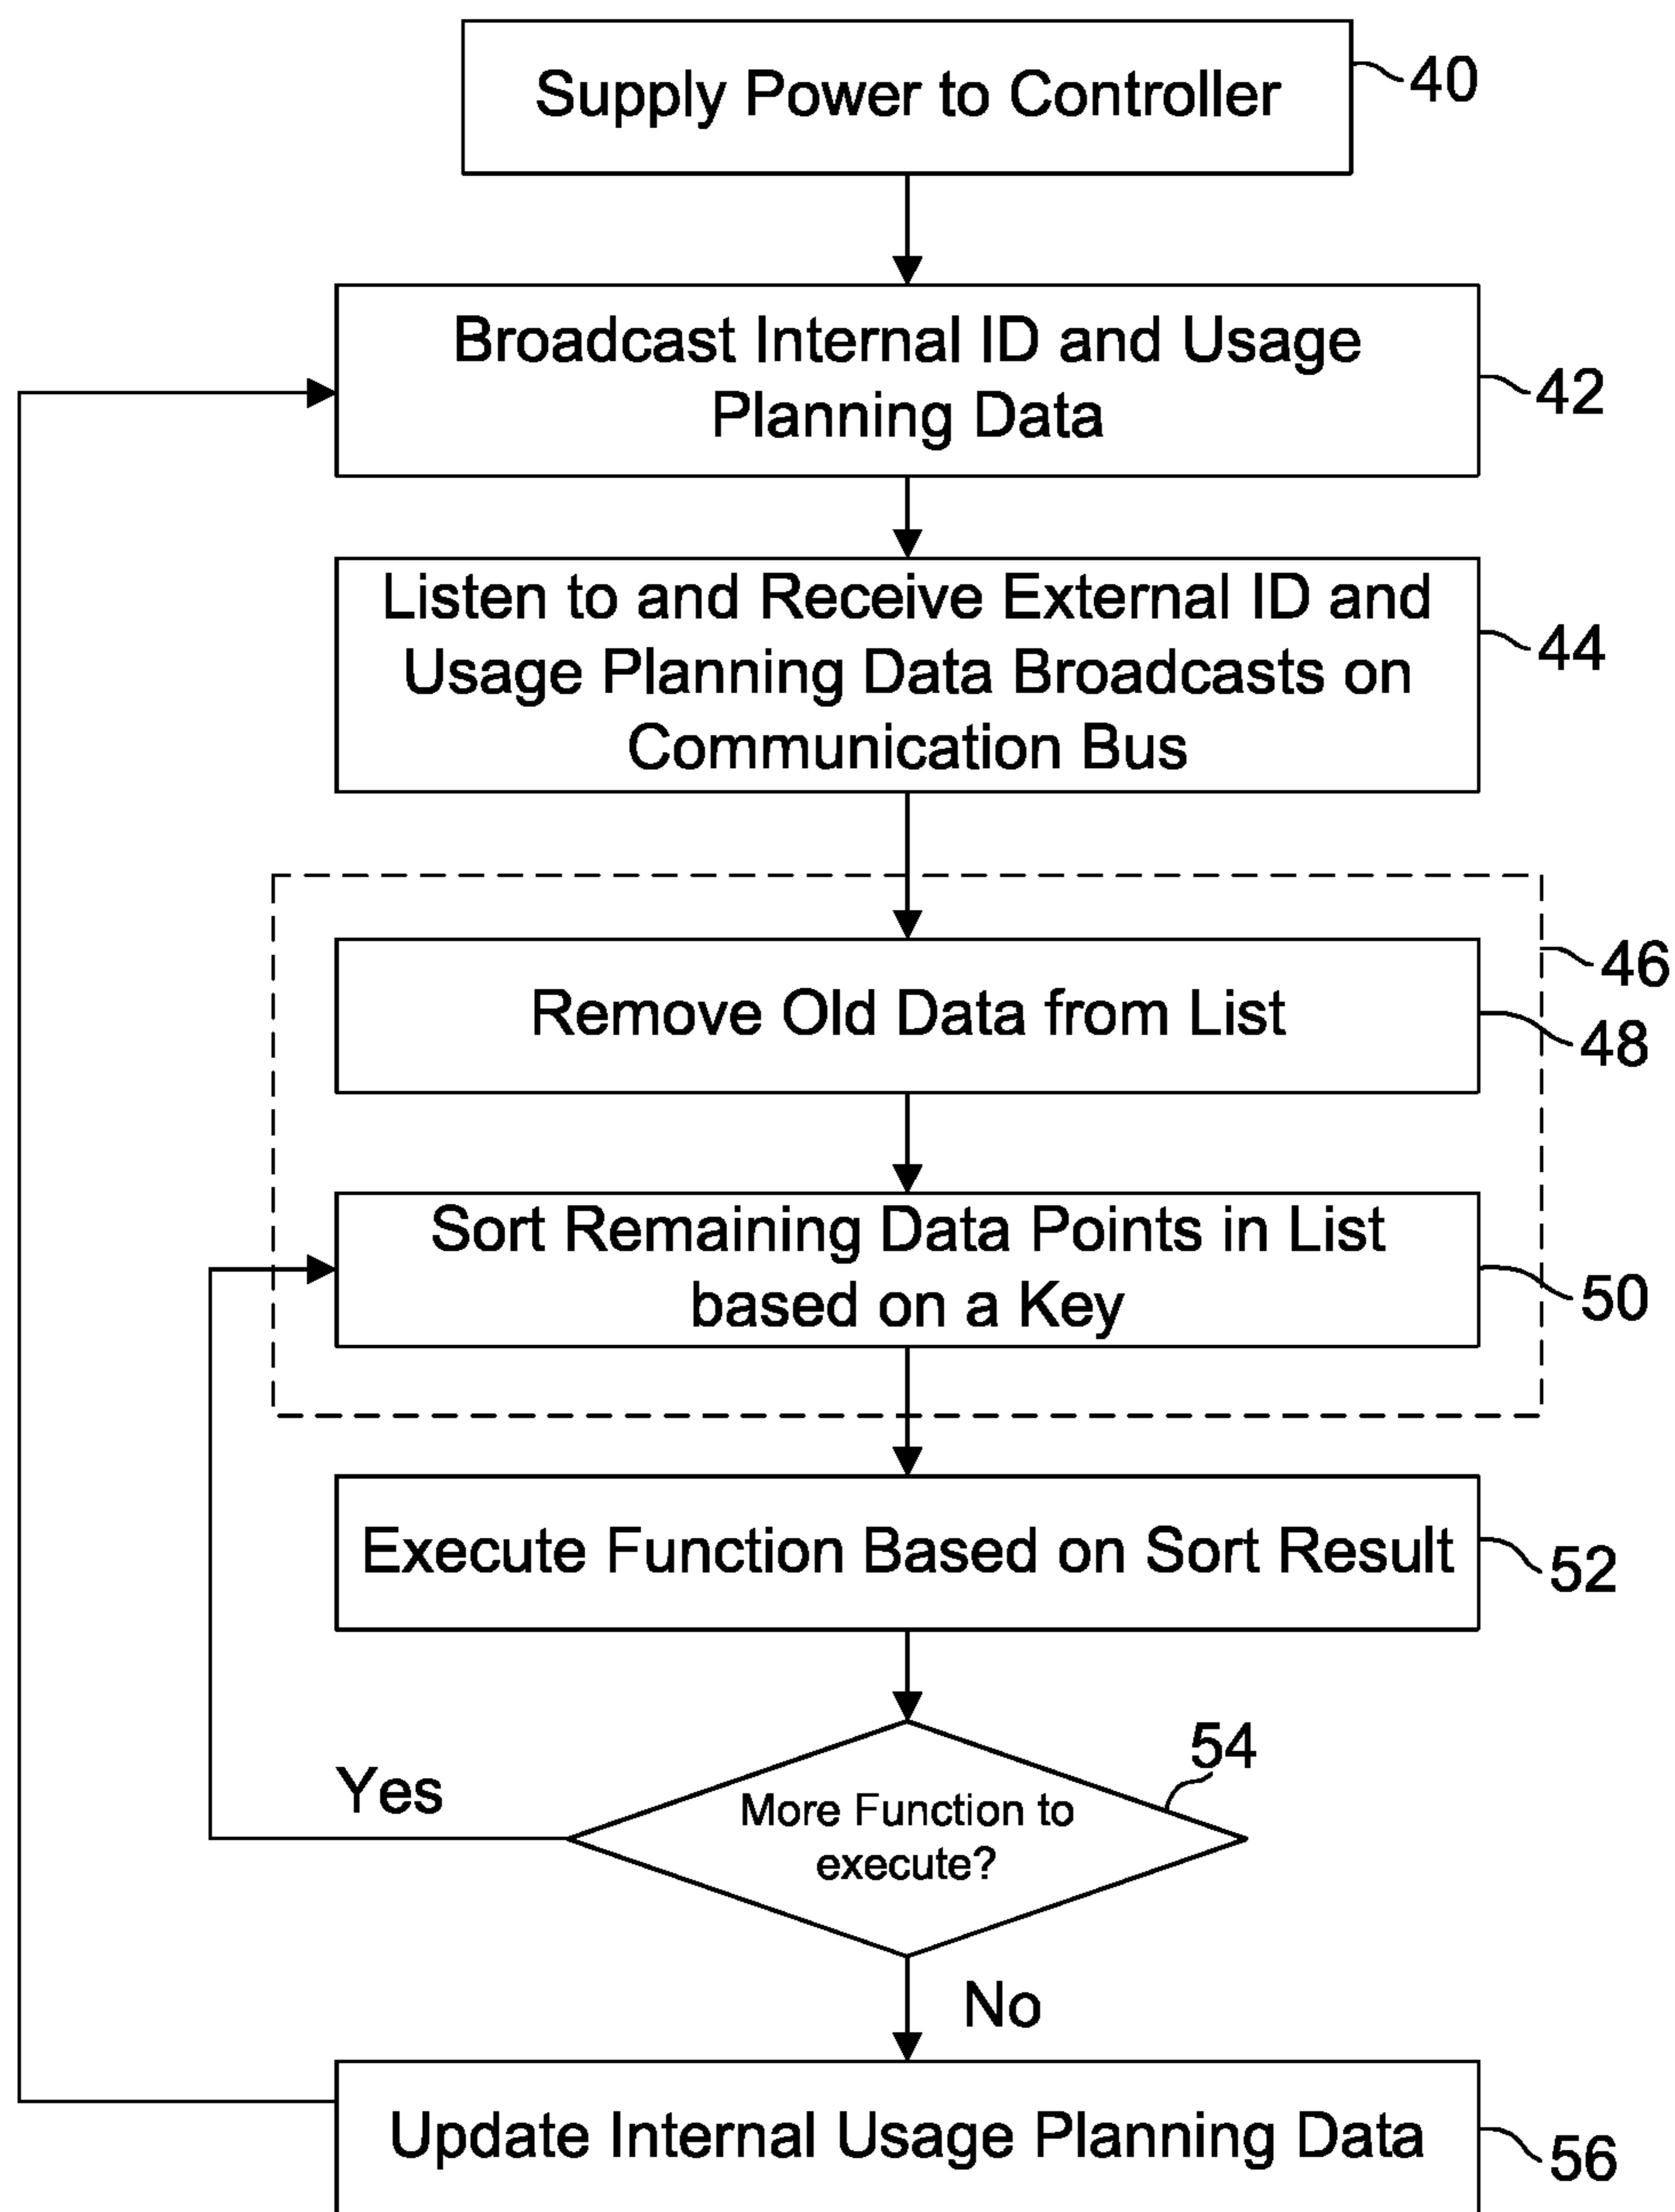 Supply Power to Controller
40
Broadcast Internal ID and Usage
Planning Data
42
Listen to and Receive External ID and
Usage Planning Data Broadcasts on
Communication Bus
44
46
Remove Old Data from List
48
Sort Remaining Data Points in List
based on a Key
50
Execute Function Based on Sort Result
52
54
More Function to
execute?
Yes
No
Update Internal Usage Planning Data
56